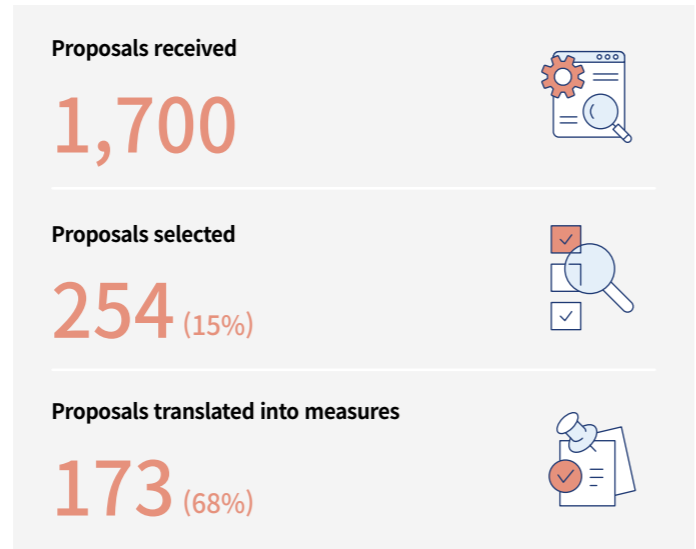 Proposals received
1,700
Proposals selected
254 (15%)
Proposals translated into measures
173 (68%)